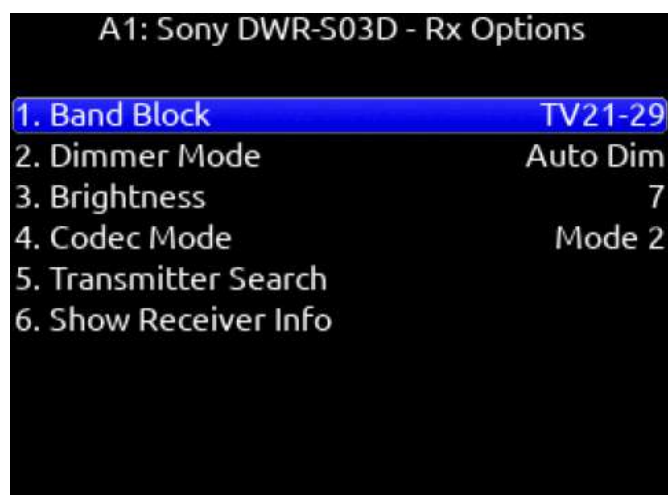 A1: Sony DWR-S03D - Rx Options
1. Band Block TV21-29
2. Dimmer Mode Auto Dim
3. Brightness 7
4. Codec Mode Mode 2
5. Transmitter Search
6. Show Receiver Info